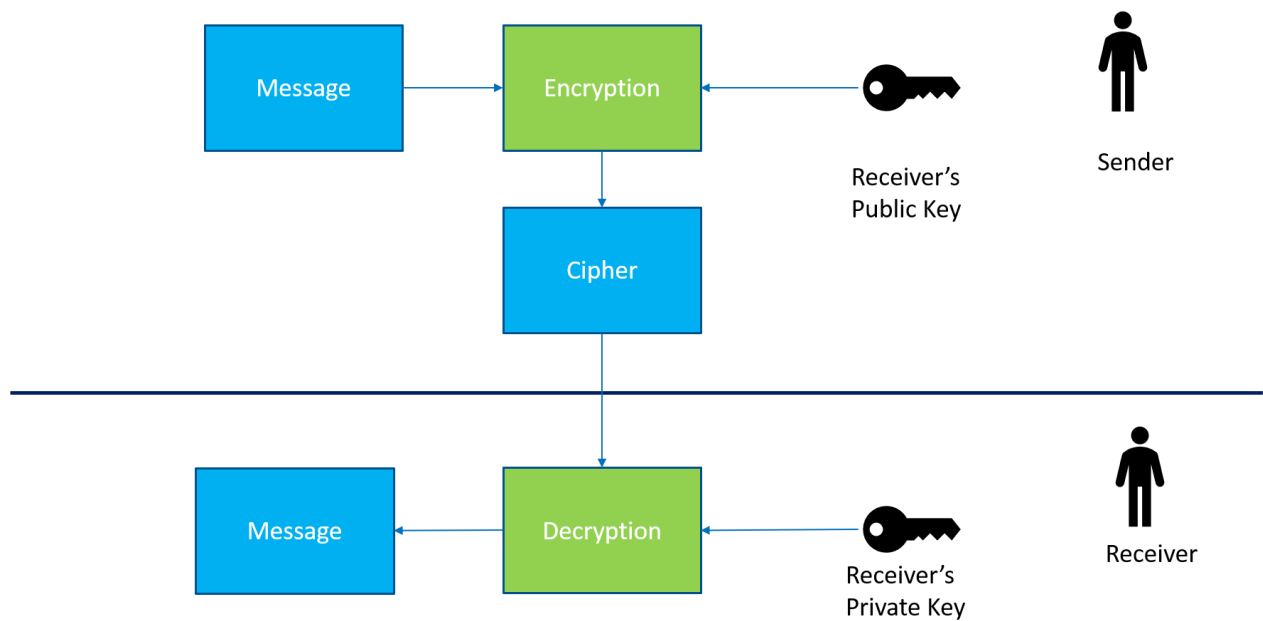 Message
Encryption
Receiver’s
Public Key
Sender
Cipher
Message
Decryption
Receiver’s
Private Key
Receiver